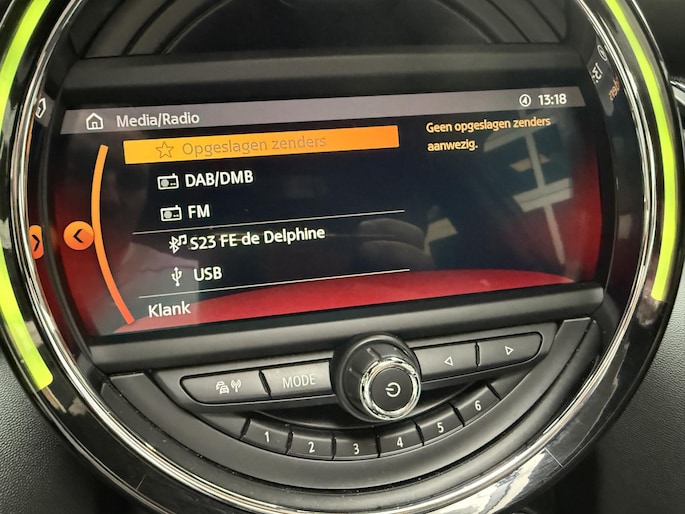 Media/Radio
13:18
Opgeslagen zenders
Geen opgeslagen zenders
aanwezig.
DAB/DMB
FM
S23 FE de Delphine
USB
Klank
MODE
1 2 3 4 5 6